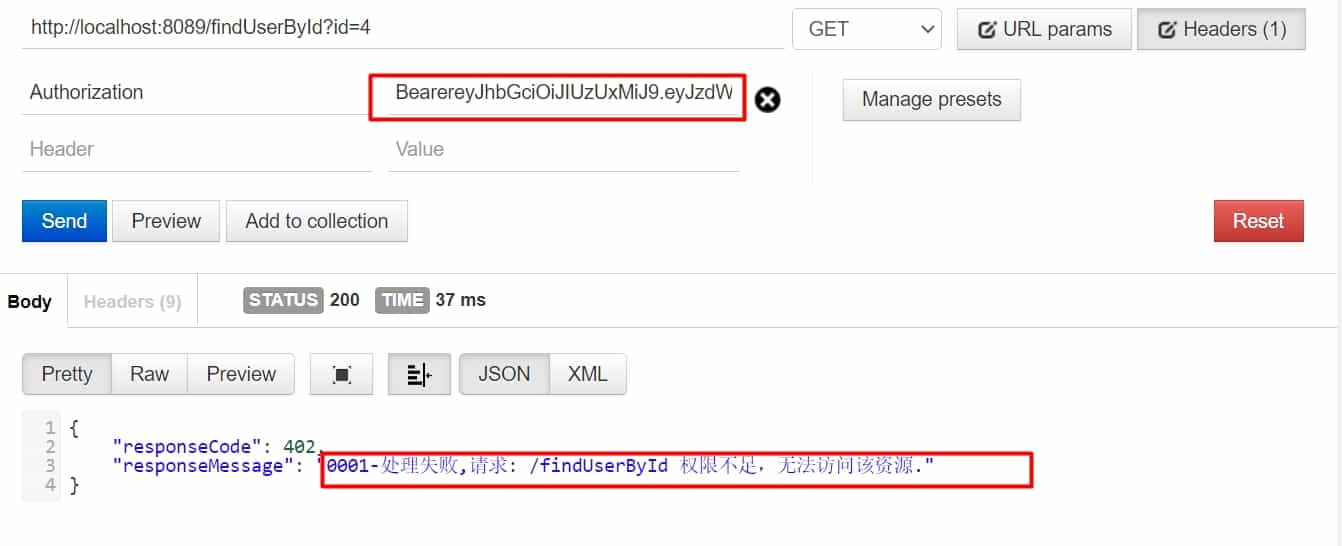 http://localhost:8089/findUserById?id=4
GET
URL params
Headers (1)
Authorization
BearereyJhbGciOiJIUzUxMiJ9.eyJzdW
Manage presets
Header
Value
Send
Preview
Add to collection
Reset
Body
Headers (9)
STATUS 200 TIME 37 ms
Pretty
Raw
Preview
JSON
XML
1 {
2 "responseCode": 402,
3 "responseMessage": "0001-处理失败,请求: /findUserById 权限不足，无法访问该资源."
4 }